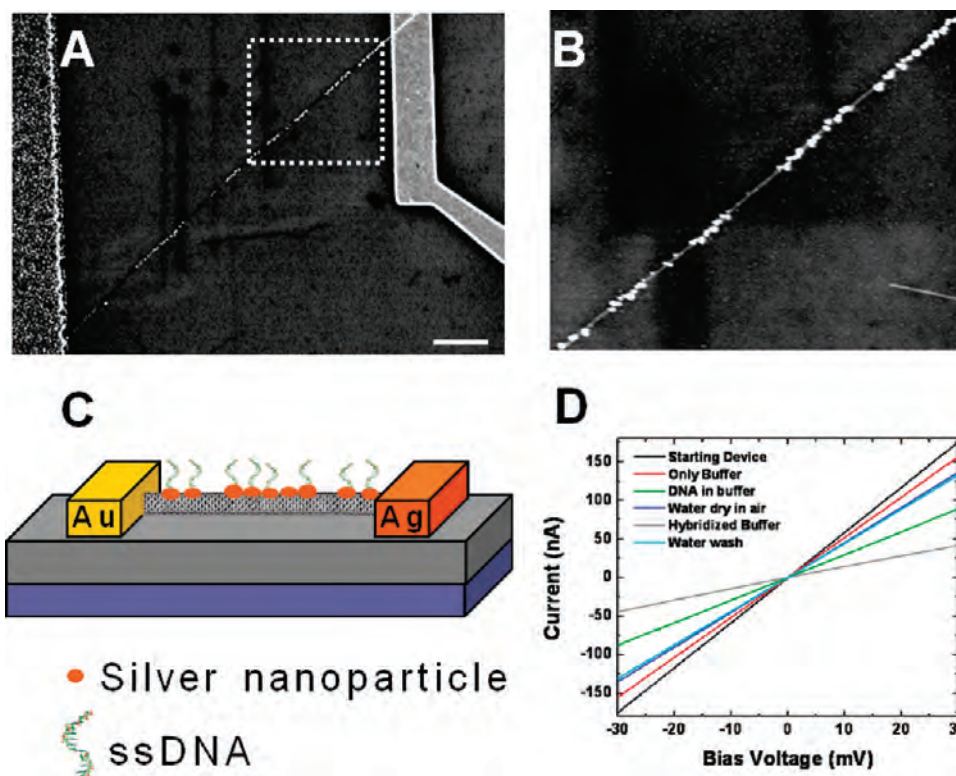 A
B
C
Au
Ag
Silver nanoparticle
ssDNA
D
Starting Device
Only Buffer
DNA in buffer
Water dry in air
Hybridized Buffer
Water wash
150
100
50
0
-50
-100
-150
Current (nA)
-30 -20 -10 0 10 20 30
Bias Voltage (mV)